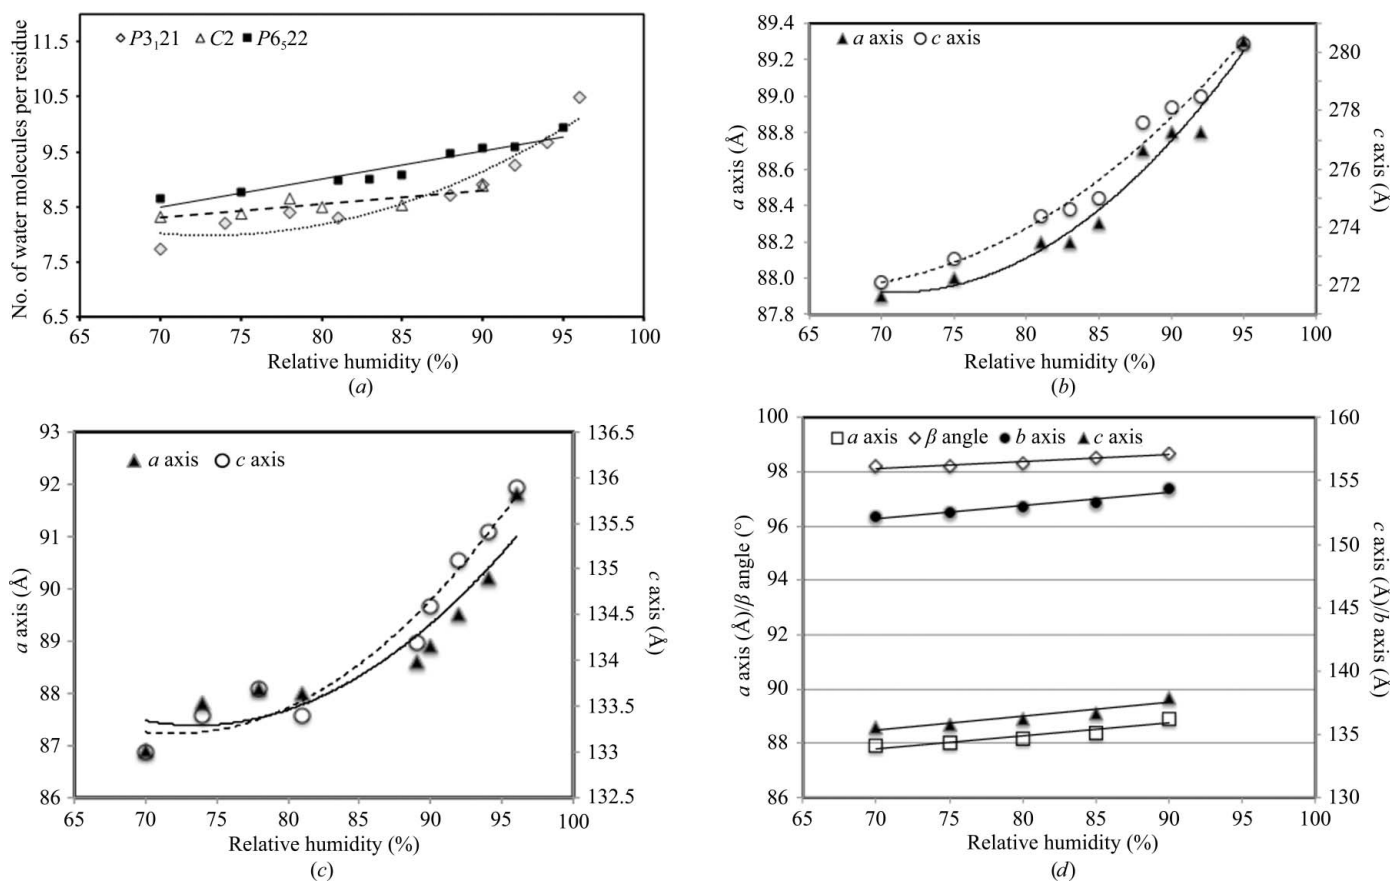 No. of water molecules per residue
P3₁21 C2 P6₅22
11.5
10.5
9.5
8.5
7.5
6.5
65 70 75 80 85 90 95 100
Relative humidity (%)
(a)
a axis (Å)
a axis c axis
89.4
89.2
89.0
88.8
88.6
88.4
88.2
88.0
87.8
280
278
276
274
272
c axis (Å)
65 70 75 80 85 90 95 100
Relative humidity (%)
(b)
a axis (Å)
a axis c axis
93
92
91
90
89
88
87
86
136.5
136
135.5
135
134.5
134
133.5
133
132.5
c axis (Å)
65 70 75 80 85 90 95 100
Relative humidity (%)
(c)
a axis (Å)/β angle (°)
a axis β angle b axis c axis
100
98
96
94
92
90
88
86
160
155
150
145
140
135
130
c axis (Å)/b axis (Å)
65 70 75 80 85 90 95 100
Relative humidity (%)
(d)